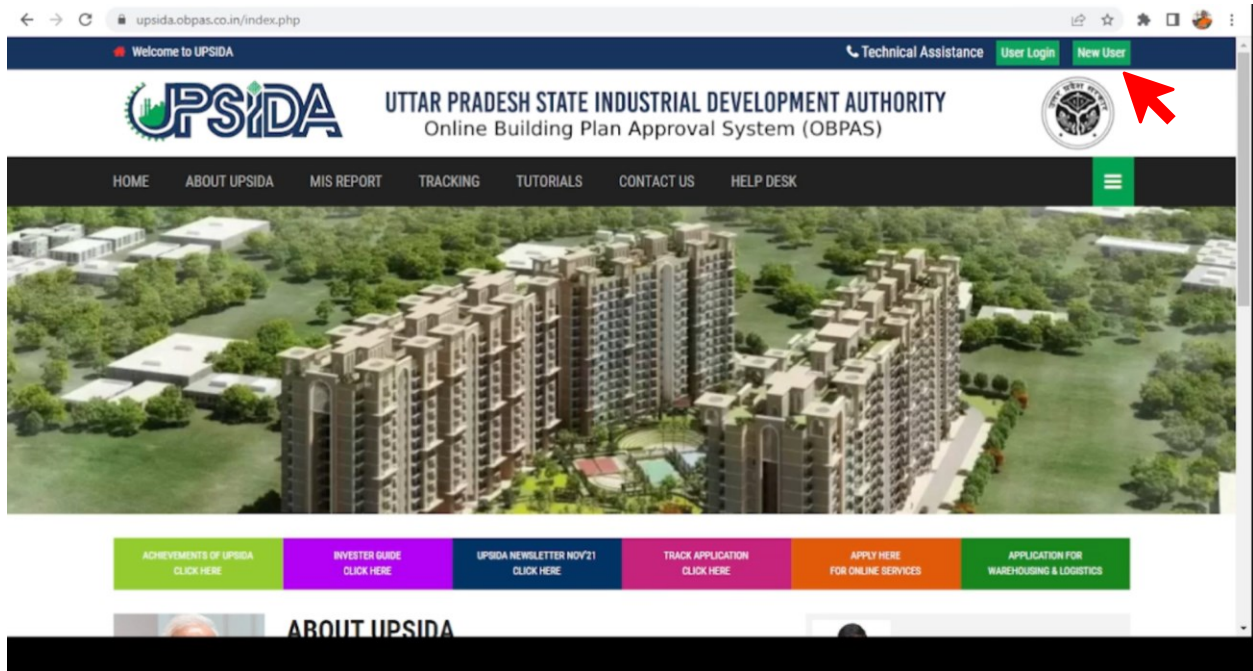 upsida.obpas.co.in/index.php
Welcome to UPSIDA
Technical Assistance
User Login
New User
UPSIDA
UTTAR PRADESH STATE INDUSTRIAL DEVELOPMENT AUTHORITY
Online Building Plan Approval System (OBPAS)
HOME ABOUT UPSIDA MIS REPORT TRACKING TUTORIALS CONTACT US HELP DESK
ACHIEVEMENTS OF UPSIDA
CLICK HERE
INVESTER GUIDE
CLICK HERE
UPSIDA NEWSLETTER NOV'21
CLICK HERE
TRACK APPLICATION
CLICK HERE
APPLY HERE
FOR ONLINE SERVICES
APPLICATION FOR
WAREHOUSING & LOGISTICS
ABOUT UPSIDA